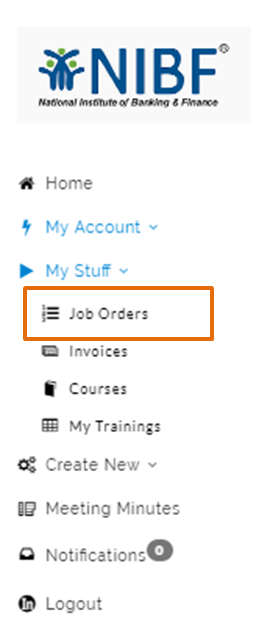 NIBF®
National Institute of Banking & Finance
Home
My Account
My Stuff
Job Orders
Invoices
Courses
My Trainings
Create New
Meeting Minutes
Notifications 0
Logout